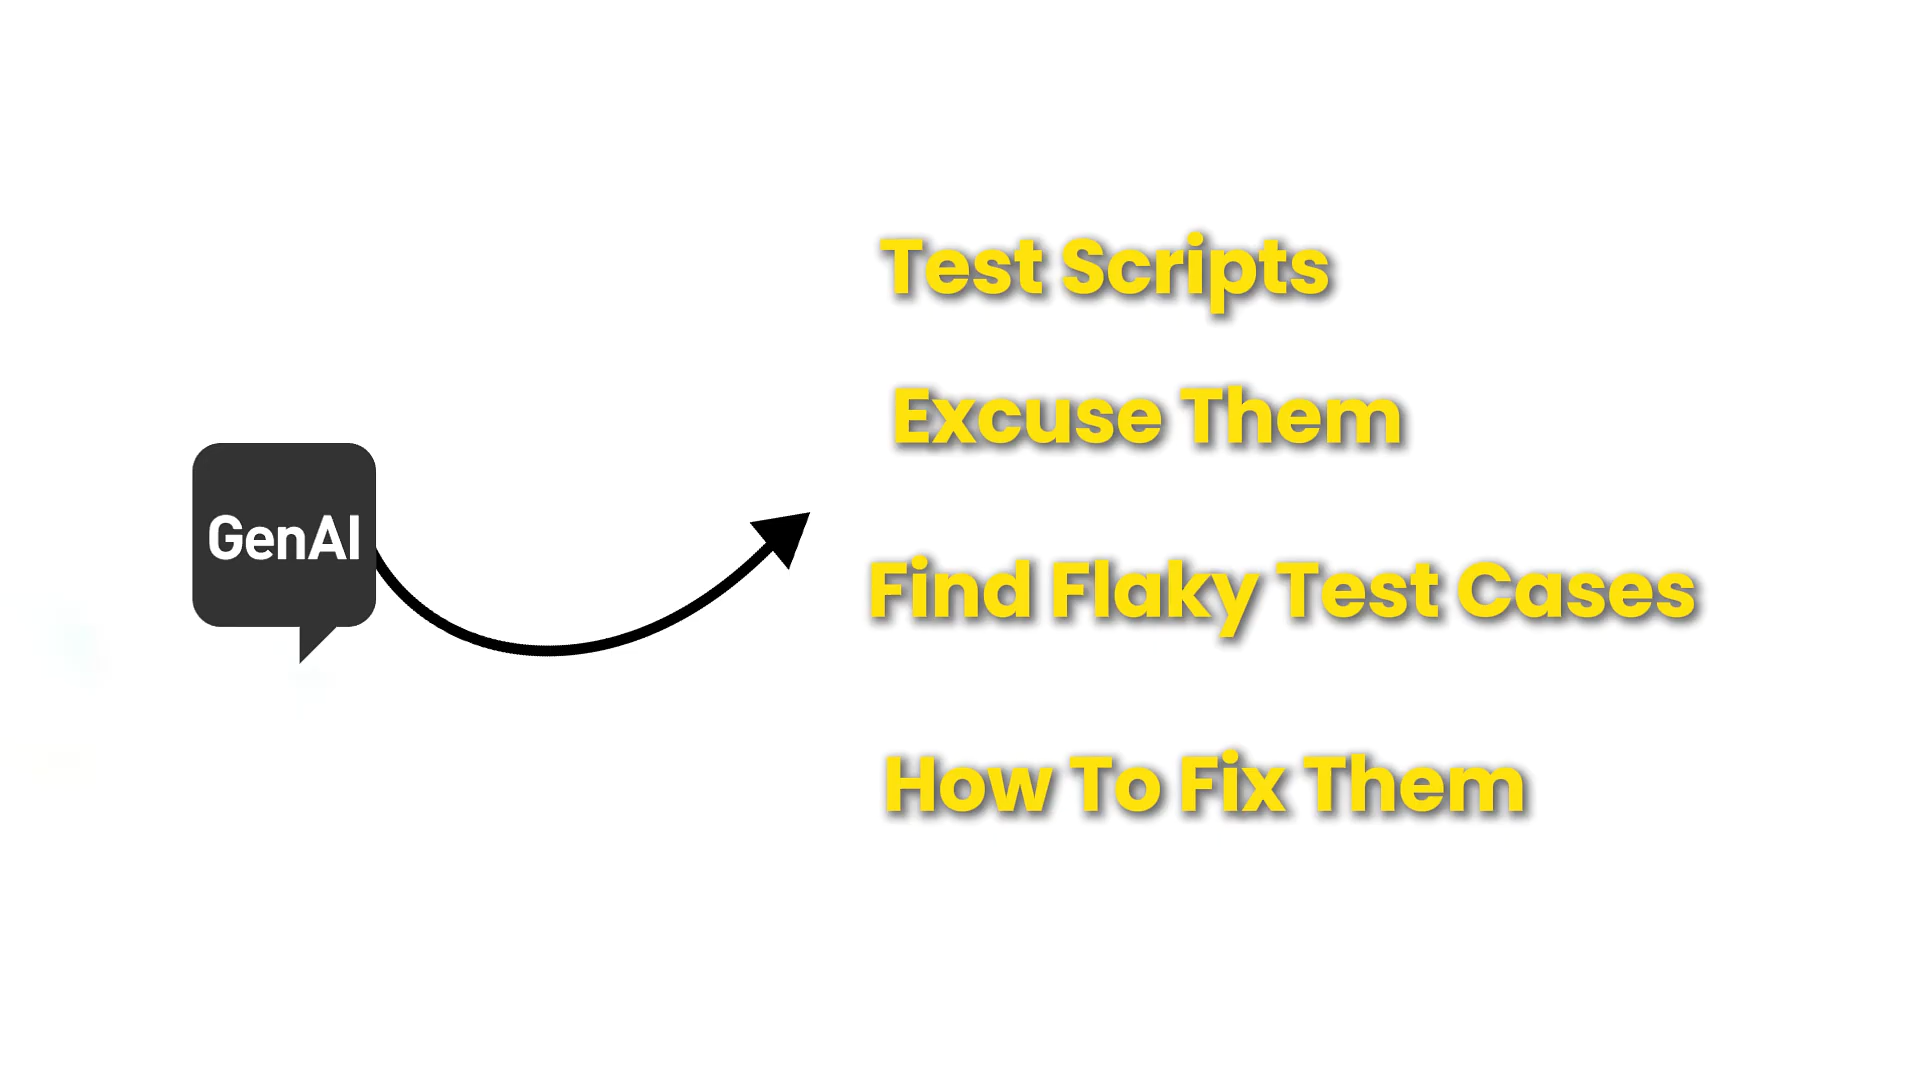 GenAI
Test Scripts
Excuse Them
Find Flaky Test Cases
How To Fix Them